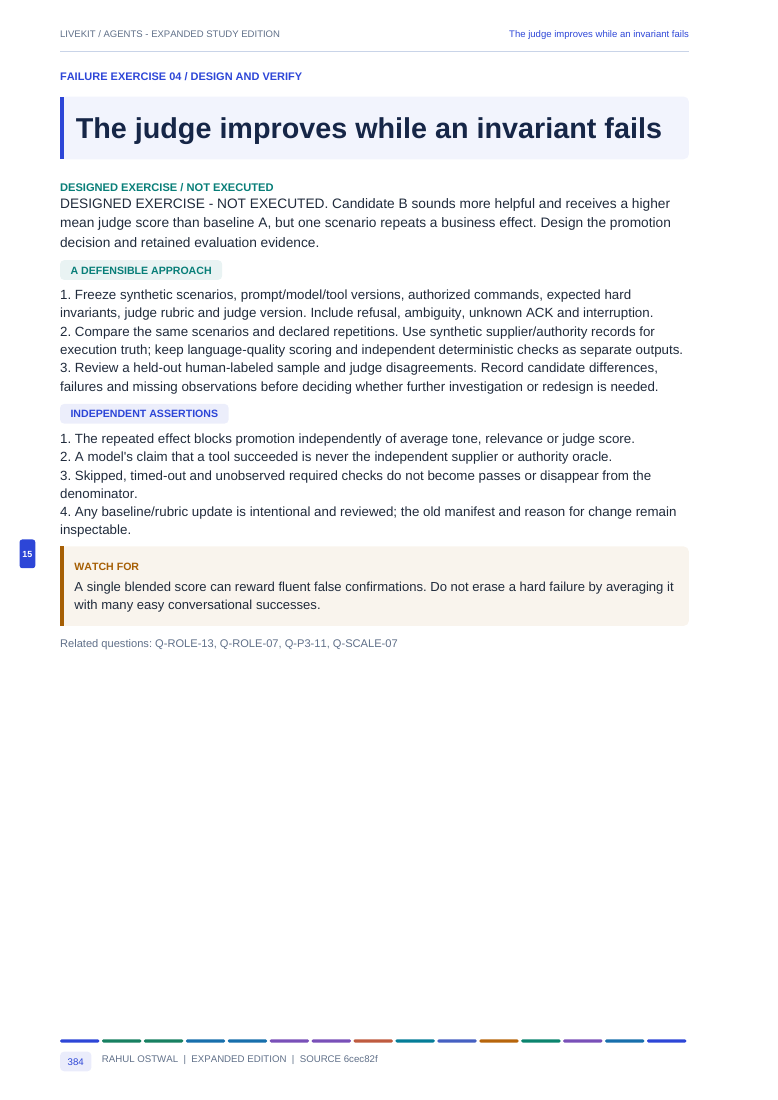 LIVEKIT / AGENTS - EXPANDED STUDY EDITION
The judge improves while an invariant fails
FAILURE EXERCISE 04 / DESIGN AND VERIFY
The judge improves while an invariant fails
DESIGNED EXERCISE / NOT EXECUTED
DESIGNED EXERCISE - NOT EXECUTED. Candidate B sounds more helpful and receives a higher
mean judge score than baseline A, but one scenario repeats a business effect. Design the promotion
decision and retained evaluation evidence.
A DEFENSIBLE APPROACH
1. Freeze synthetic scenarios, prompt/model/tool versions, authorized commands, expected hard
invariants, judge rubric and judge version. Include refusal, ambiguity, unknown ACK and interruption.
2. Compare the same scenarios and declared repetitions. Use synthetic supplier/authority records for
execution truth; keep language-quality scoring and independent deterministic checks as separate outputs.
3. Review a held-out human-labeled sample and judge disagreements. Record candidate differences,
failures and missing observations before deciding whether further investigation or redesign is needed.
INDEPENDENT ASSERTIONS
1. The repeated effect blocks promotion independently of average tone, relevance or judge score.
2. A model's claim that a tool succeeded is never the independent supplier or authority oracle.
3. Skipped, timed-out and unobserved required checks do not become passes or disappear from the
denominator.
4. Any baseline/rubric update is intentional and reviewed; the old manifest and reason for change remain
inspectable.
15
WATCH FOR
A single blended score can reward fluent false confirmations. Do not erase a hard failure by averaging it
with many easy conversational successes.
Related questions: Q-ROLE-13, Q-ROLE-07, Q-P3-11, Q-SCALE-07
384
RAHUL OSTWAL | EXPANDED EDITION | SOURCE 6cec82f